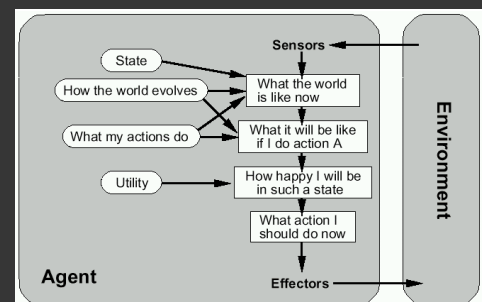 Sensors
State
How the world evolves
What the world
is like now
What my actions do
What it will be like
if I do action A
Utility
How happy I will be
in such a state
What action I
should do now
Agent
Effectors
Environment